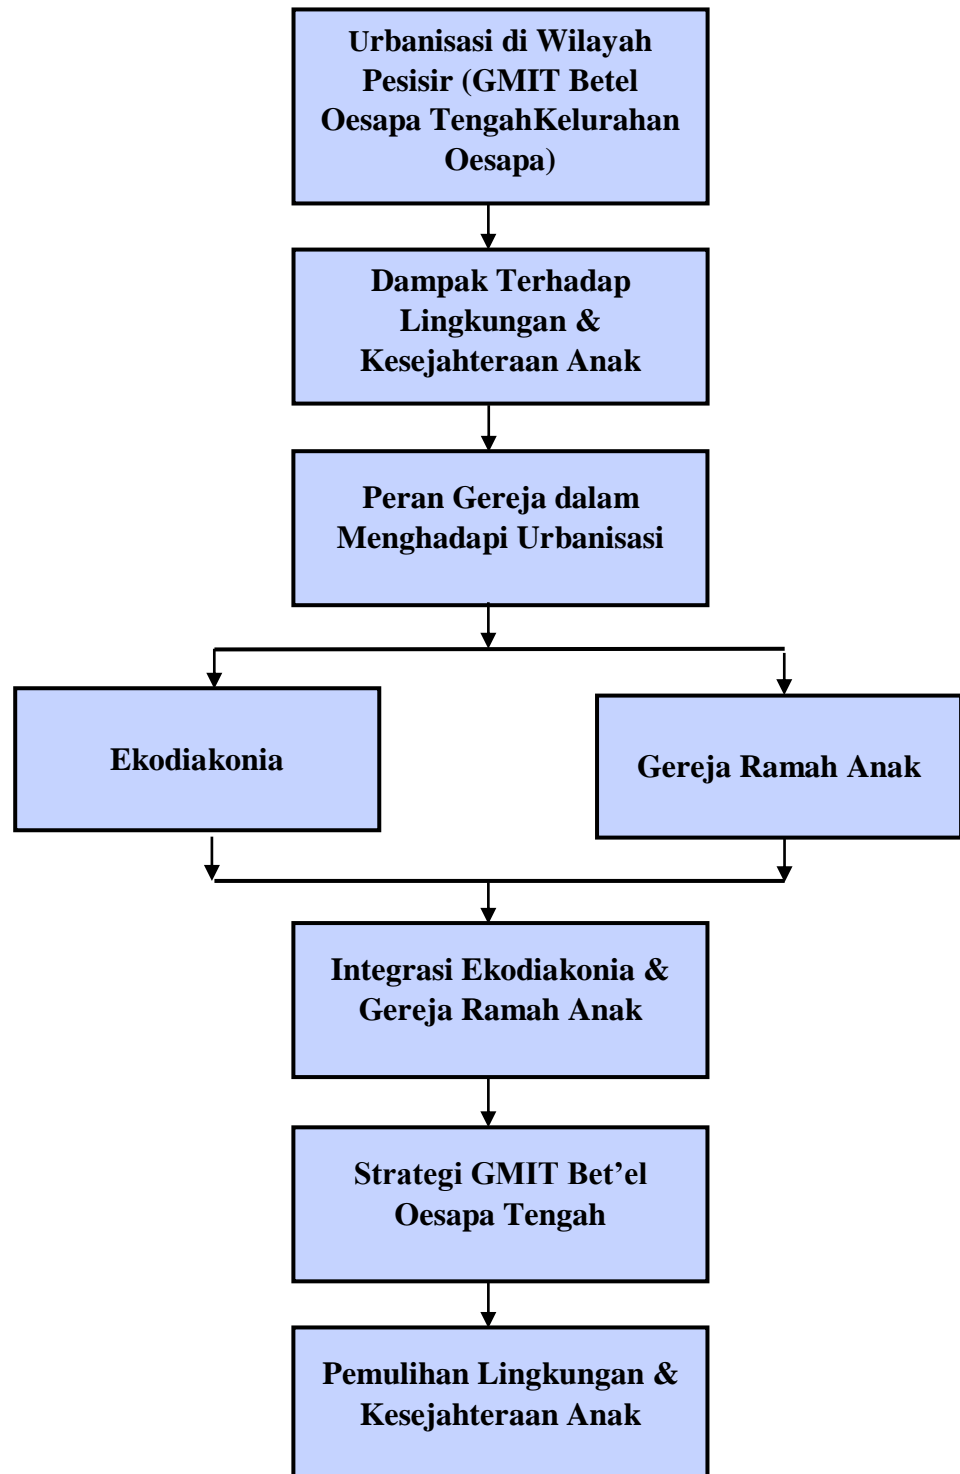 Urbanisasi di Wilayah
Pesisir (GMIT Betel
Oesapa TengahKelurahan
Oesapa)
Dampak Terhadap
Lingkungan &
Kesejahteraan Anak
Peran Gereja dalam
Menghadapi Urbanisasi
Ekodiakonia
Gereja Ramah Anak
Integrasi Ekodiakonia &
Gereja Ramah Anak
Strategi GMIT Bet’el
Oesapa Tengah
Pemulihan Lingkungan &
Kesejahteraan Anak